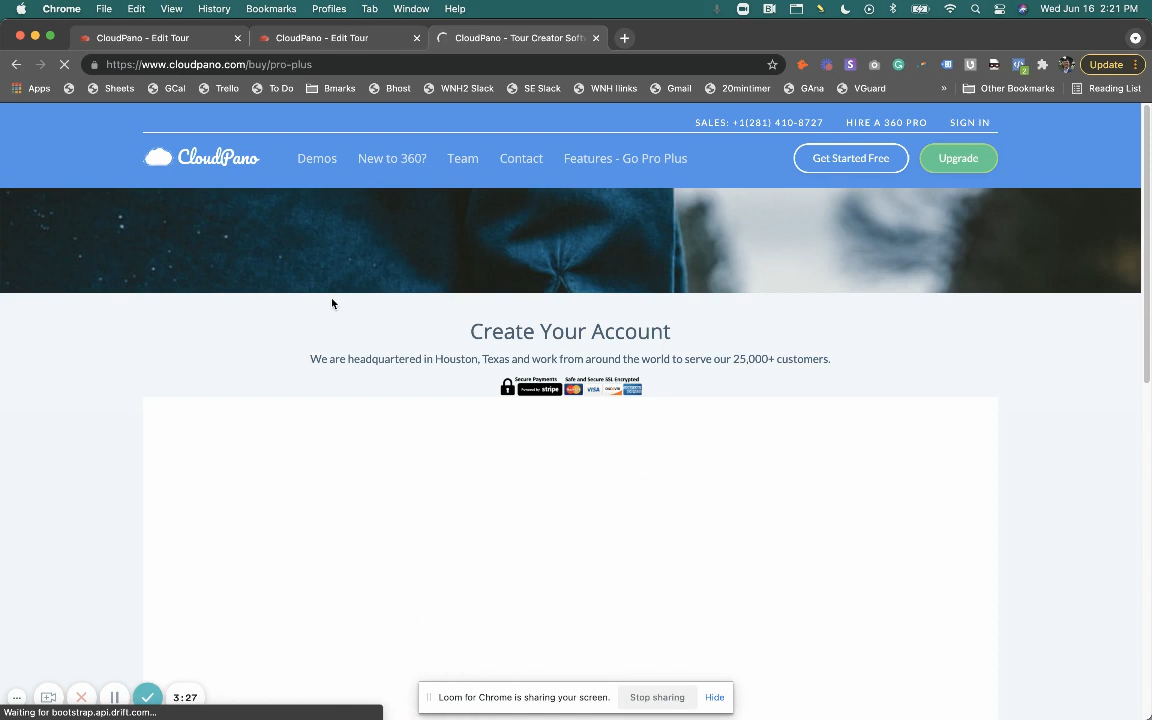 Chrome File Edit View History Bookmarks Profiles Tab Window Help Wed Jun 16 2:21 PM
CloudPano - Edit Tour CloudPano - Edit Tour CloudPano - Tour Creator Soft
https://www.cloudpano.com/buy/pro-plus Update
Apps Sheets GCal Trello To Do Bmarks Bhost WNH2 Slack SE Slack WNH llinks Gmail 20mintimer GAna VGuard » Other Bookmarks Reading List
SALES: +1(281) 410-8727 HIRE A 360 PRO SIGN IN
CloudPano Demos New to 360? Team Contact Features - Go Pro Plus Get Started Free Upgrade
Create Your Account
We are headquartered in Houston, Texas and work from around the world to serve our 25,000+ customers.
Secure Payments Safe and Secure SSL Encrypted
Powered by stripe MasterCard VISA DISCOVER
3:27
Loom for Chrome is sharing your screen. Stop sharing Hide
Waiting for bootstrap.api.drift.com...